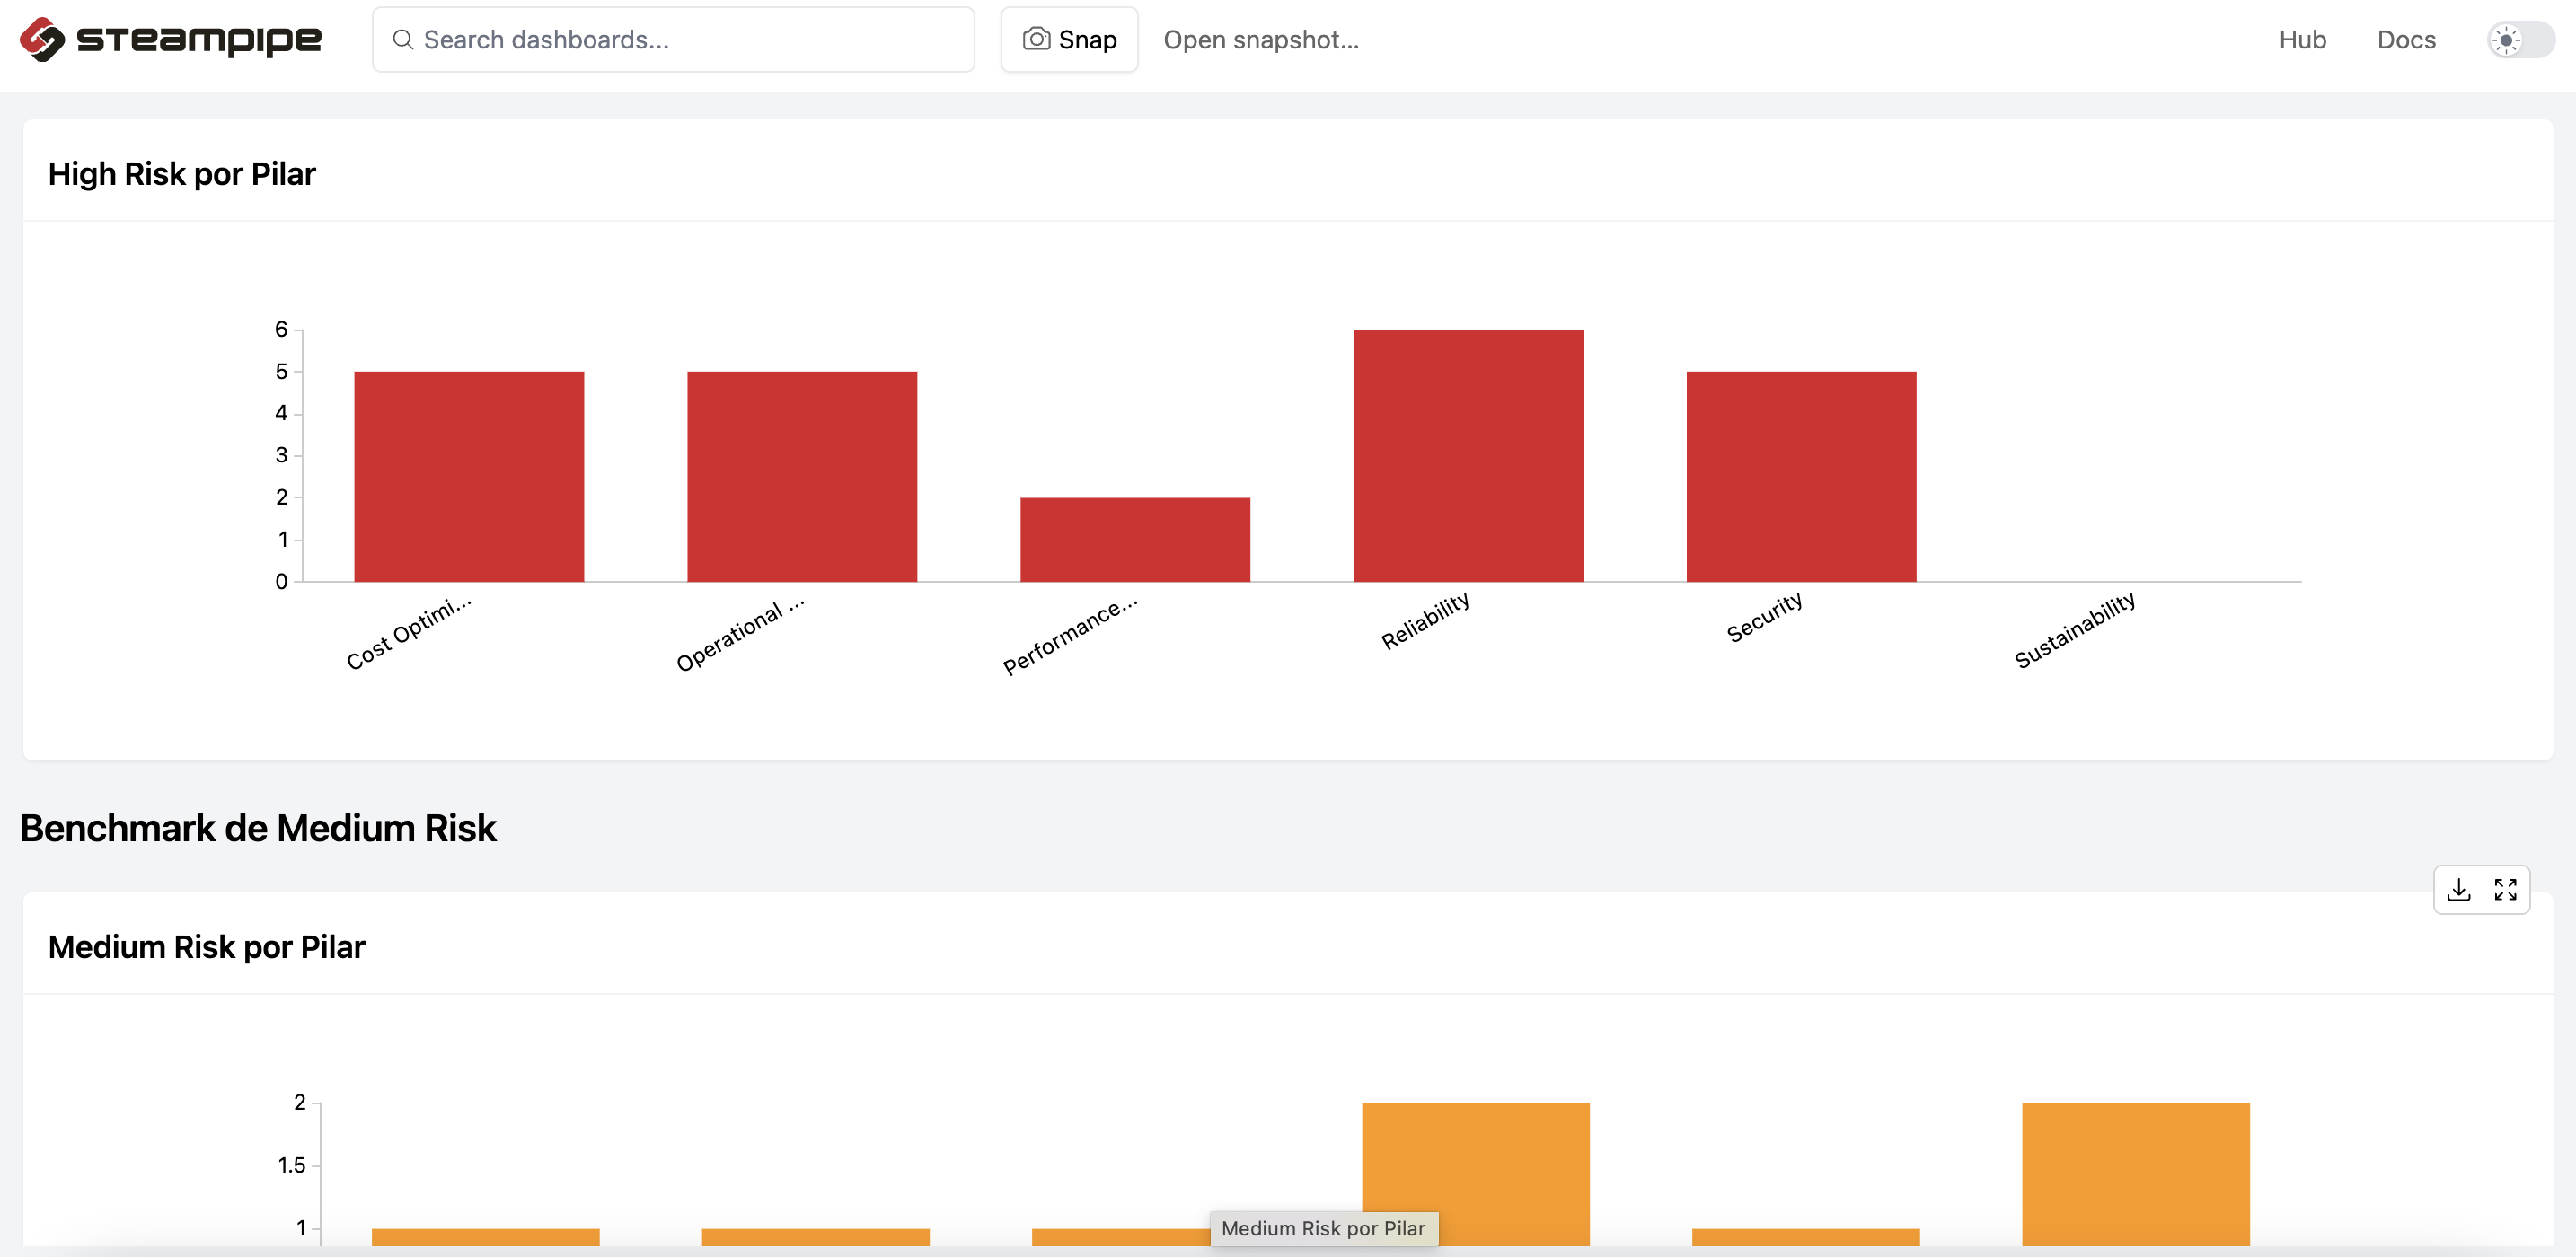 steampipe Search dashboards... Snap Open snapshot... Hub Docs
High Risk por Pilar
6
5
4
3
2
1
0
Cost Optimi... Operational ... Performance... Reliability Security Sustainability
Benchmark de Medium Risk
Medium Risk por Pilar
2
1.5
1
Medium Risk por Pilar